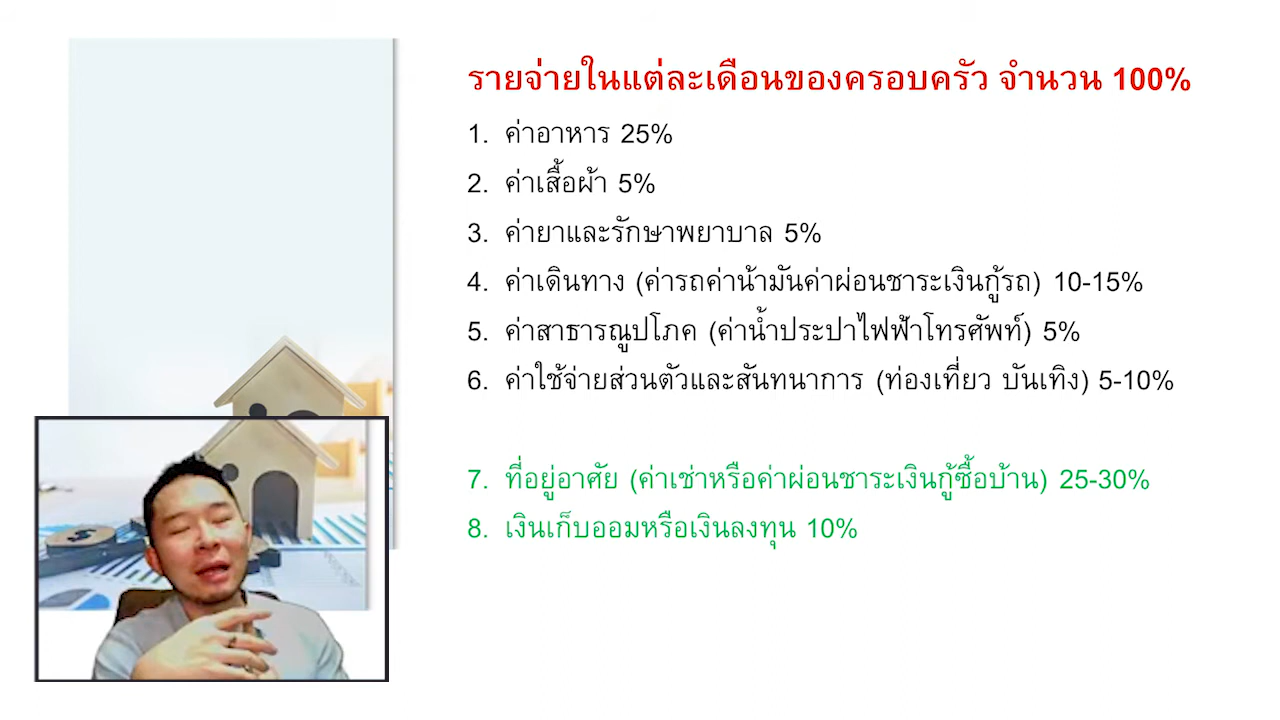 รายจ่ายในแต่ละเดือนของครอบครัว จำนวน 100%
1. ค่าอาหาร 25%
2. ค่าเสื้อผ้า 5%
3. ค่ายาและรักษาพยาบาล 5%
4. ค่าเดินทาง (ค่ารถค่าน้ามันค่าผ่อนชาระเงินกู้รถ) 10-15%
5. ค่าสาธารณูปโภค (ค่าน้ำประปาไฟฟ้าโทรศัพท์) 5%
6. ค่าใช้จ่ายส่วนตัวและสันทนาการ (ท่องเที่ยว บันเทิง) 5-10%
7. ที่อยู่อาศัย (ค่าเช่าหรือค่าผ่อนชาระเงินกู้ซื้อบ้าน) 25-30%
8. เงินเก็บออมหรือเงินลงทุน 10%